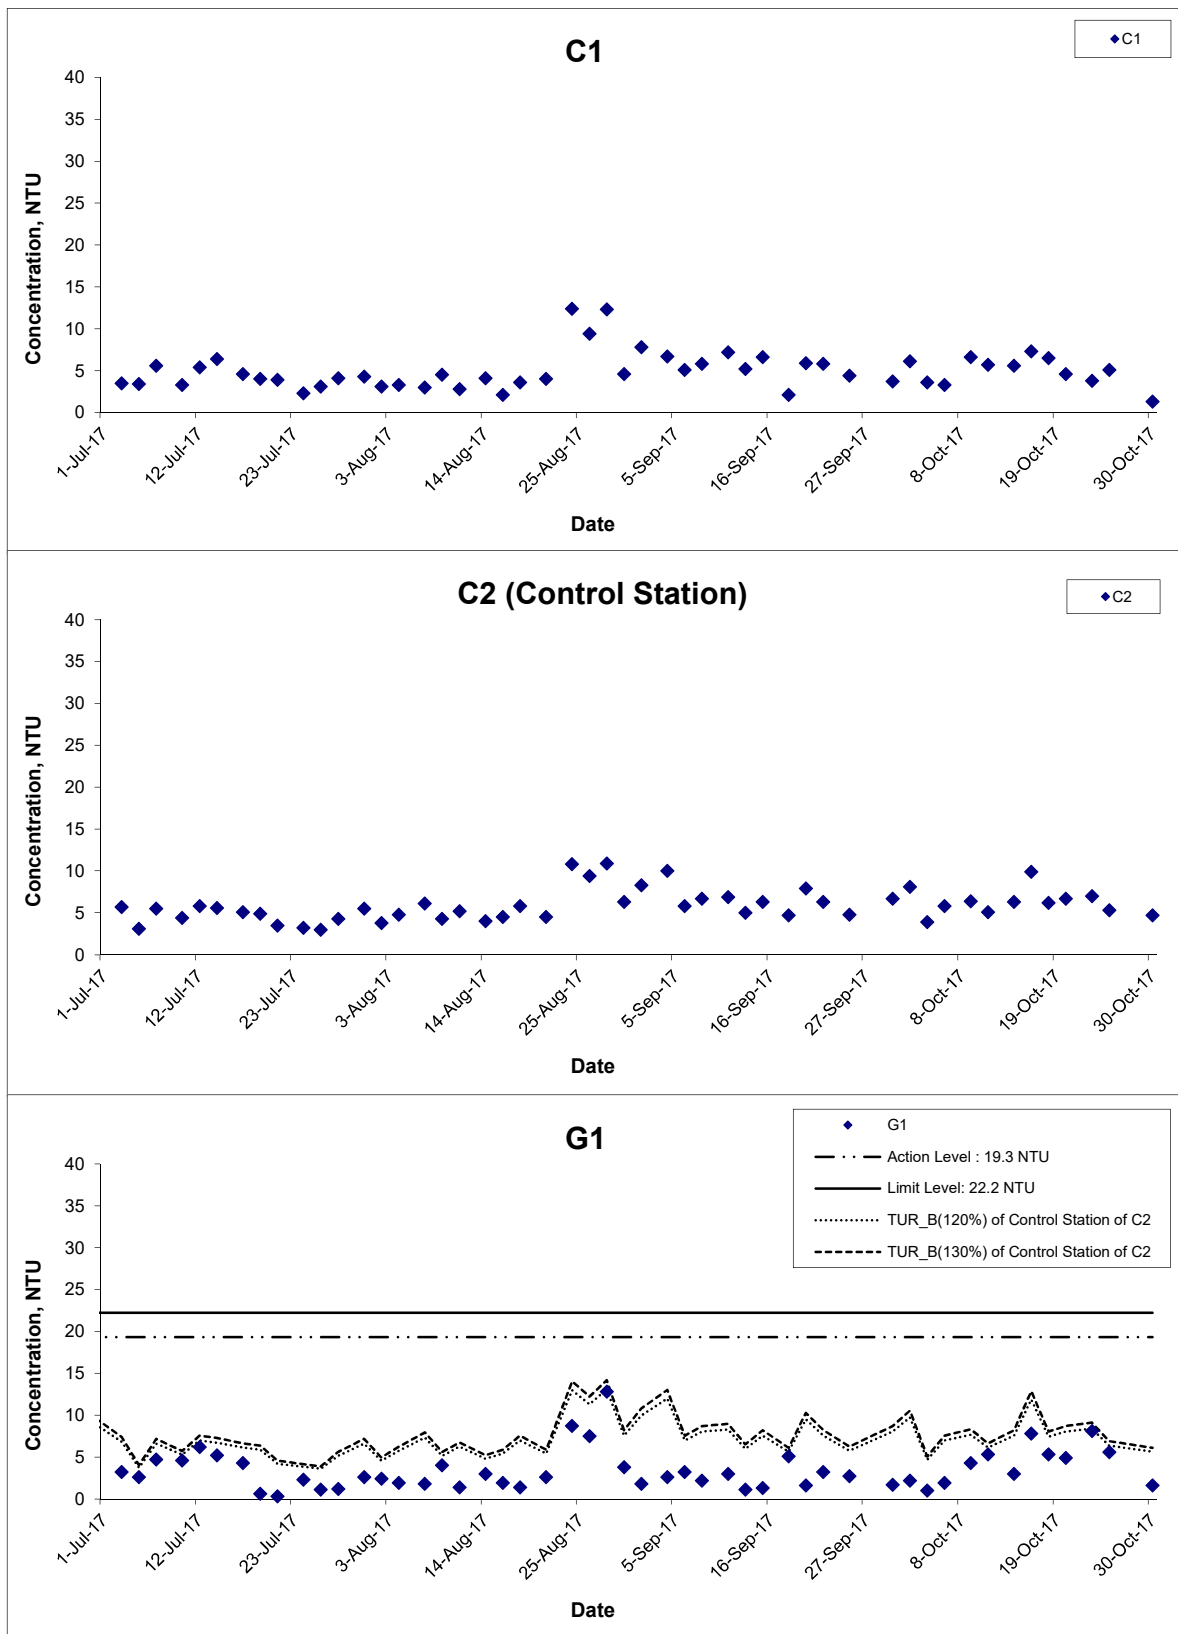 C1
C1
40
35
30
25
20
15
10
5
0
Concentration, NTU
1-Jul-17
12-Jul-17
23-Jul-17
3-Aug-17
14-Aug-17
25-Aug-17
5-Sep-17
16-Sep-17
27-Sep-17
8-Oct-17
19-Oct-17
30-Oct-17
Date
C2 (Control Station)
C2
40
35
30
25
20
15
10
5
0
Concentration, NTU
1-Jul-17
12-Jul-17
23-Jul-17
3-Aug-17
14-Aug-17
25-Aug-17
5-Sep-17
16-Sep-17
27-Sep-17
8-Oct-17
19-Oct-17
30-Oct-17
Date
G1
G1
Action Level : 19.3 NTU
Limit Level: 22.2 NTU
TUR_B(120%) of Control Station of C2
TUR_B(130%) of Control Station of C2
40
35
30
25
20
15
10
5
0
Concentration, NTU
1-Jul-17
12-Jul-17
23-Jul-17
3-Aug-17
14-Aug-17
25-Aug-17
5-Sep-17
16-Sep-17
27-Sep-17
8-Oct-17
19-Oct-17
30-Oct-17
Date